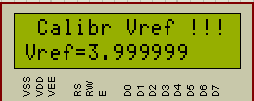 Calibr Vref !!!
Vref=3.999999
VSS VDD VEE RS RW E D0 D1 D2 D3 D4 D5 D6 D7